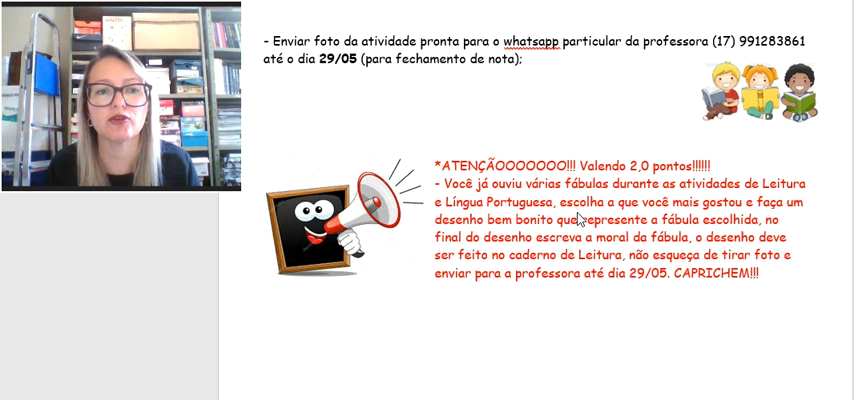 - Enviar foto da atividade pronta para o whatsapp particular da professora (17) 991283861
até o dia 29/05 (para fechamento de nota);
*ATENÇÃOOOOOOO!!! Valendo 2,0 pontos!!!!!!
- Você já ouviu várias fábulas durante as atividades de Leitura
e Língua Portuguesa, escolha a que você mais gostou e faça um
desenho bem bonito que represente a fábula escolhida, no
final do desenho escreva a moral da fábula, o desenho deve
ser feito no caderno de Leitura, não esqueça de tirar foto e
enviar para a professora até dia 29/05. CAPRICHEM!!!